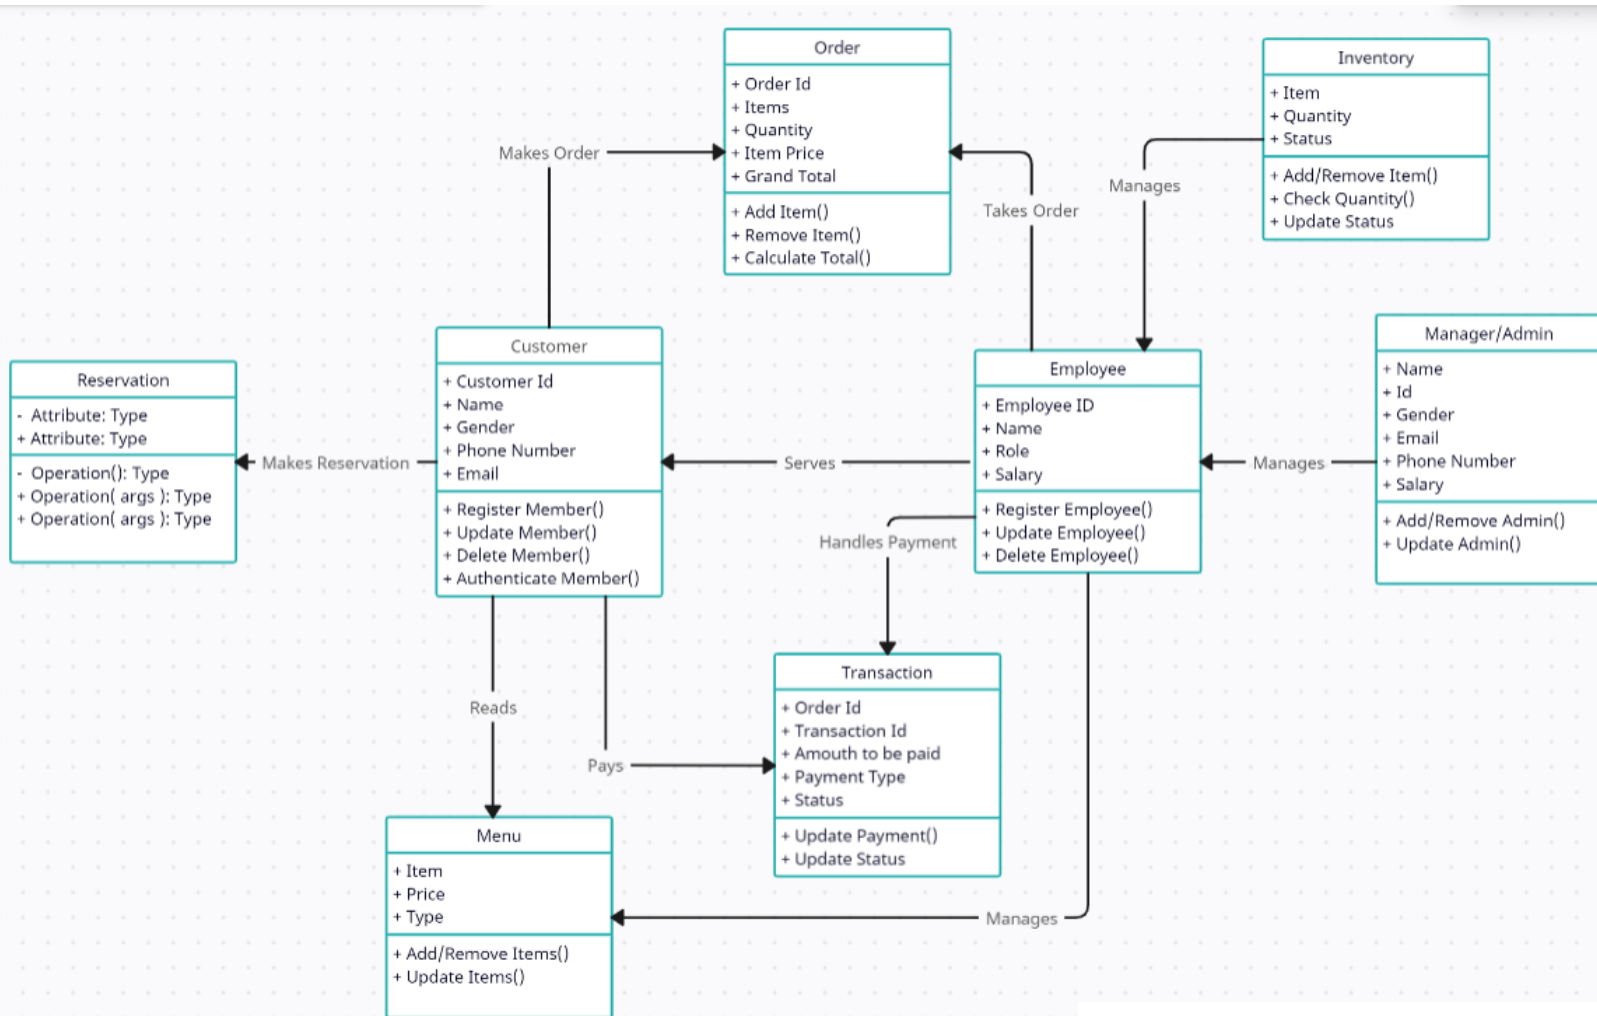 Order
+ Order Id
+ Items
+ Quantity
+ Item Price
+ Grand Total
+ Add Item()
+ Remove Item()
+ Calculate Total()
Inventory
+ Item
+ Quantity
+ Status
+ Add/Remove Item()
+ Check Quantity()
+ Update Status
Makes Order
Takes Order
Manages
Reservation
- Attribute: Type
+ Attribute: Type
- Operation(): Type
+ Operation( args ): Type
+ Operation( args ): Type
Makes Reservation
Customer
+ Customer Id
+ Name
+ Gender
+ Phone Number
+ Email
+ Register Member()
+ Update Member()
+ Delete Member()
+ Authenticate Member()
Serves
Employee
+ Employee ID
+ Name
+ Role
+ Salary
+ Register Employee()
+ Update Employee()
+ Delete Employee()
Manages
Manager/Admin
+ Name
+ Id
+ Gender
+ Email
+ Phone Number
+ Salary
+ Add/Remove Admin()
+ Update Admin()
Handles Payment
Reads
Pays
Transaction
+ Order Id
+ Transaction Id
+ Amouth to be paid
+ Payment Type
+ Status
+ Update Payment()
+ Update Status
Menu
+ Item
+ Price
+ Type
+ Add/Remove Items()
+ Update Items()
Manages